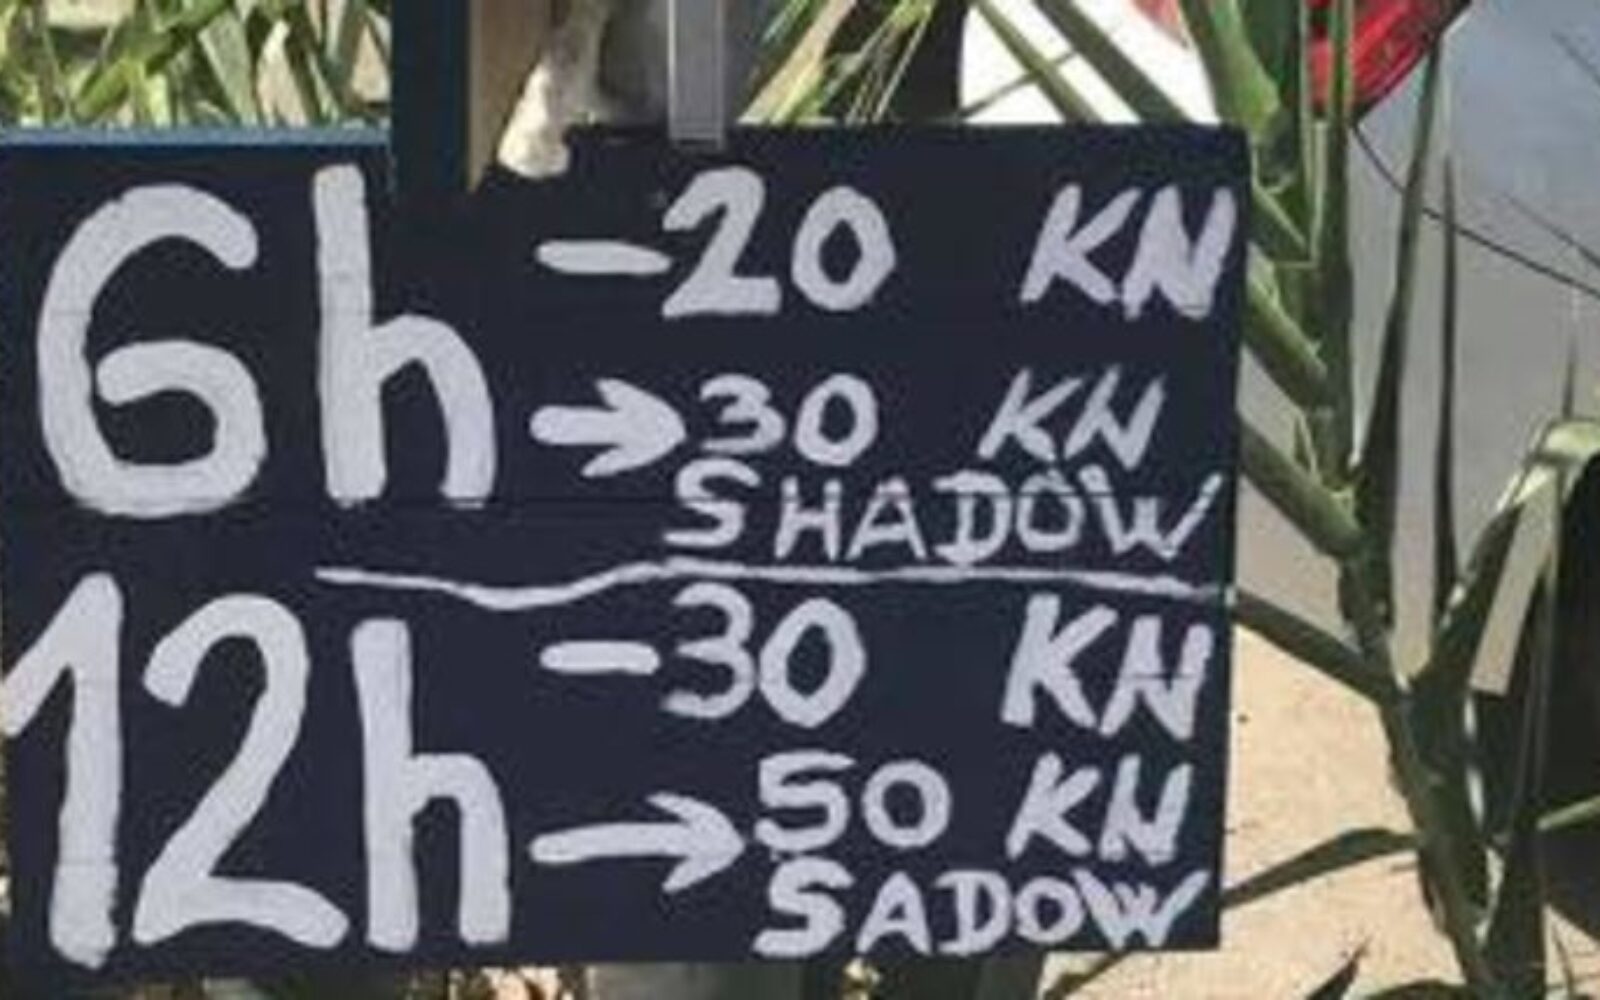 6h -20 KN
→30 KN
SHADOW
12h -30 KN
→50 KN
SADOW